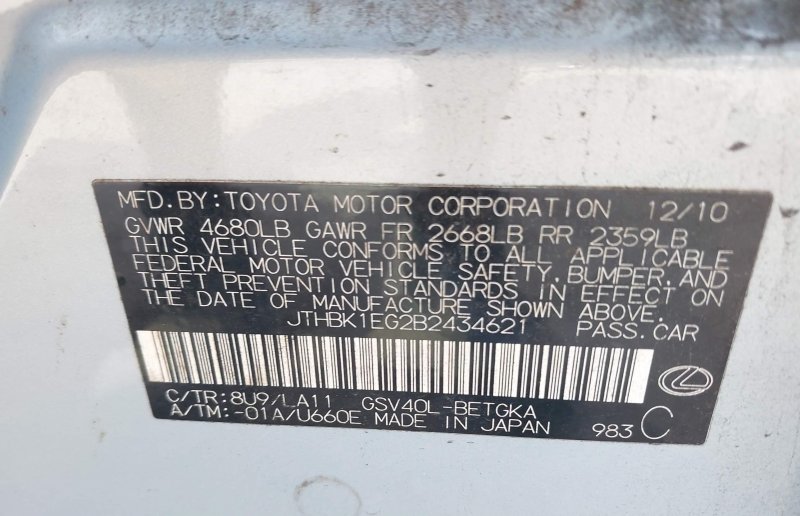 MFD. BY: TOYOTA MOTOR CORPORATION 12/10
GVWR 4680LB GAWR FR 2668LB RR 2359LB
THIS VEHICLE CONFORMS TO ALL APPLICABLE
FEDERAL MOTOR VEHICLE SAFETY, BUMPER, AND
THEFT PREVENTION STANDARDS IN EFFECT ON
THE DATE OF MANUFACTURE SHOWN ABOVE.
JTHBK1EG2B2434621 PASS. CAR
C/TR: 8U9/LA11 GSV40L-BETGKA
A/TM: -01A/U660E MADE IN JAPAN 983 C